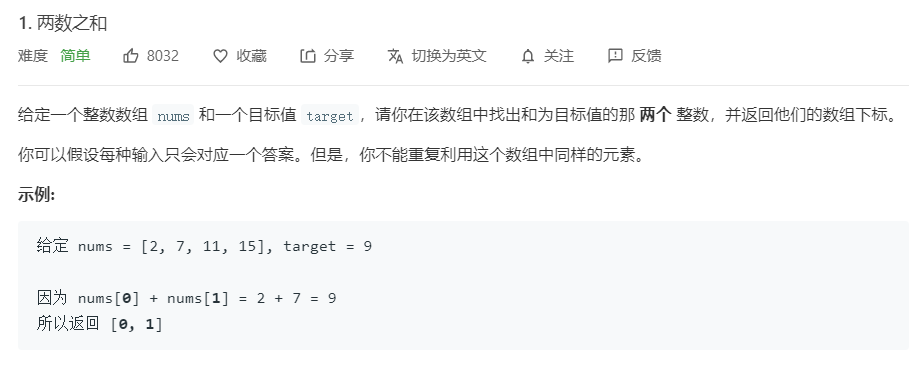 1. 两数之和
难度 简单 8032 收藏 分享 切换为英文 关注 反馈
给定一个整数数组 nums 和一个目标值 target，请你在该数组中找出和为目标值的那 两个 整数，并返回他们的数组下标。
你可以假设每种输入只会对应一个答案。但是，你不能重复利用这个数组中同样的元素。
示例:
给定 nums = [2, 7, 11, 15], target = 9
因为 nums[0] + nums[1] = 2 + 7 = 9
所以返回 [0, 1]